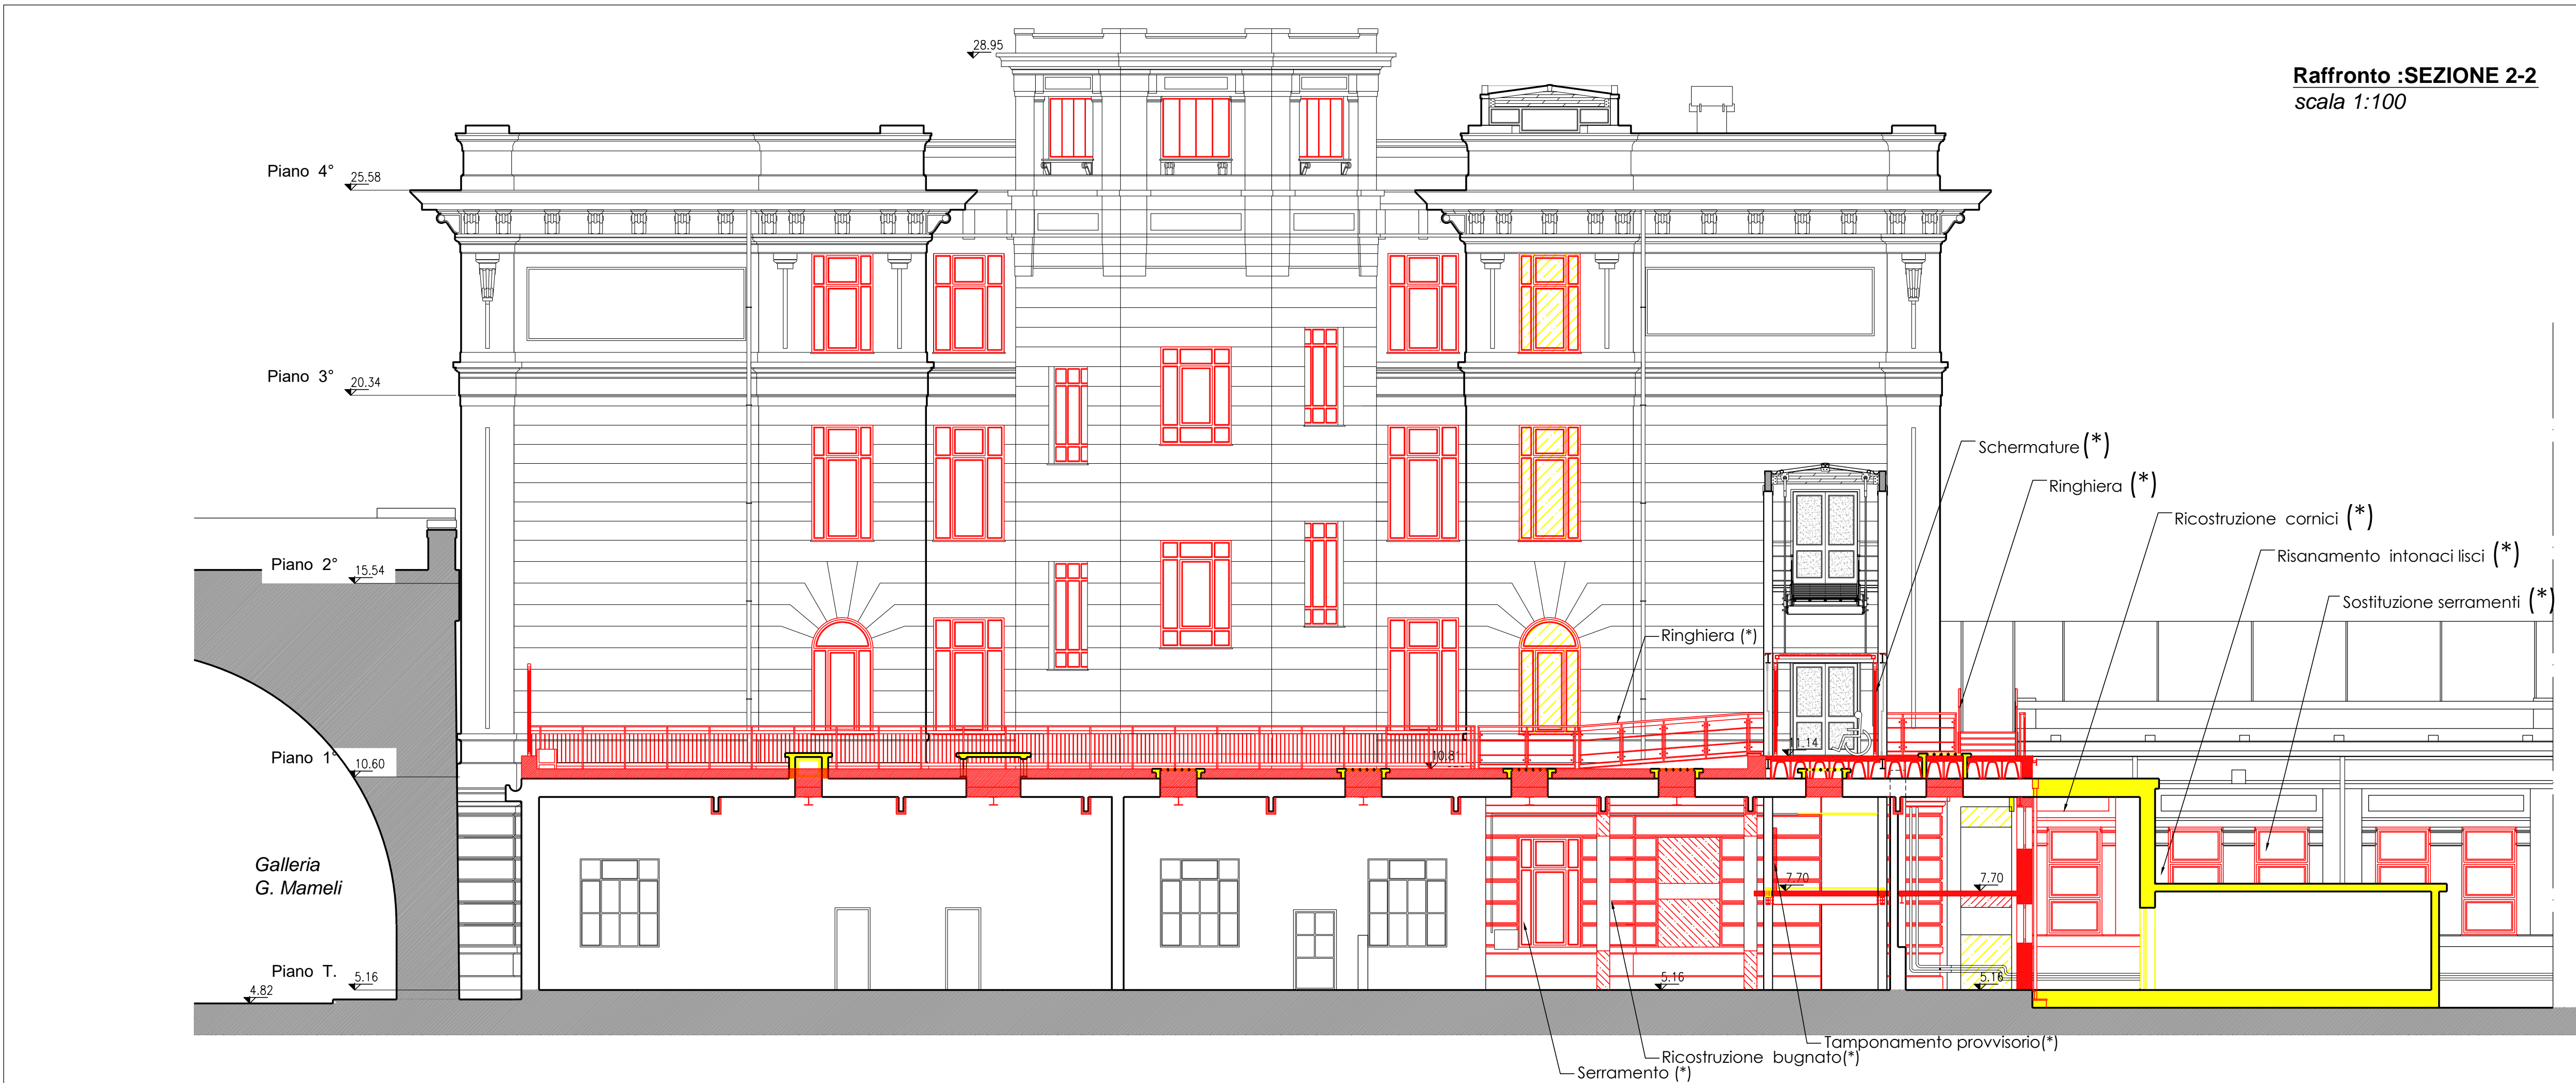 28.95
Raffronto :SEZIONE 2-2
scala 1:100
Piano 4°
25.58
Piano 3°
20.34
Schermature (*)
Ringhiera (*)
Ricostruzione cornici (*)
Risanamento intonaci lisci (*)
Sostituzione serramenti (*)
Piano 2°
15.54
Ringhiera (*)
Piano 1°
10.60
10.81
11.14
Galleria
G. Mameli
7.70
7.70
Piano T.
5.16
4.82
5.16
5.16
Tamponamento provvisorio(*)
Ricostruzione bugnato(*)
Serramento (*)